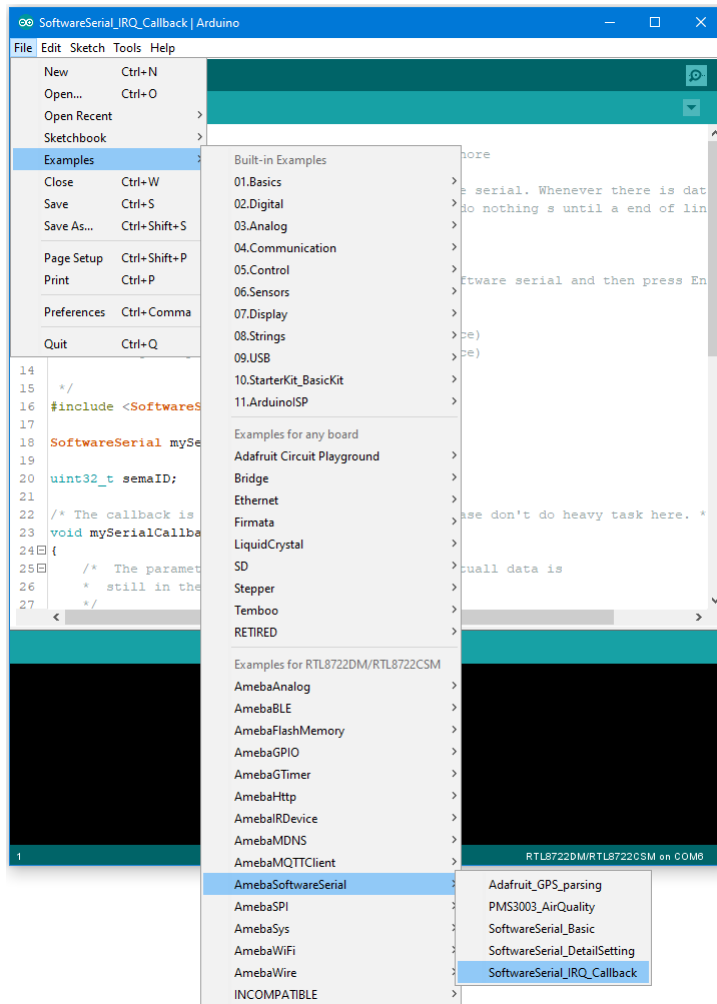 SoftwareSerial_IRQ_Callback | Arduino
File Edit Sketch Tools Help
New Ctrl+N
Open... Ctrl+O
Open Recent
Sketchbook
Examples
Close Ctrl+W
Save Ctrl+S
Save As... Ctrl+Shift+S
Page Setup Ctrl+Shift+P
Print Ctrl+P
Preferences Ctrl+Comma
Quit Ctrl+Q
Built-in Examples
01.Basics
02.Digital
03.Analog
04.Communication
05.Control
06.Sensors
07.Display
08.Strings
09.USB
10.StarterKit_BasicKit
11.ArduinoISP
Examples for any board
Adafruit Circuit Playground
Bridge
Ethernet
Firmata
LiquidCrystal
SD
Stepper
Temboo
RETIRED
Examples for RTL8722DM/RTL8722CSM
AmebaAnalog
AmebaBLE
AmebaFlashMemory
AmebaGPIO
AmebaGTimer
AmebaHttp
AmebaIRDevice
AmebaMDNS
AmebaMQTTClient
AmebaSoftwareSerial
AmebaSPI
AmebaSys
AmebaWiFi
AmebaWire
INCOMPATIBLE
Adafruit_GPS_parsing
PMS3003_AirQuality
SoftwareSerial_Basic
SoftwareSerial_DetailSetting
SoftwareSerial_IRQ_Callback
e serial. Whenever there is dat
do nothing s until a end of lin
ftware serial and then press En
ce)
ce)
14
15 */
16 #include <SoftwareS
17
18 SoftwareSerial mySe
19
20 uint32_t semaID;
21
22 /* The callback is ase don't do heavy task here. *
23 void mySerialCallba
24 {
25 /* The paramet tuall data is
26 * still in the
27 */
1 RTL8722DM/RTL8722CSM on COM6